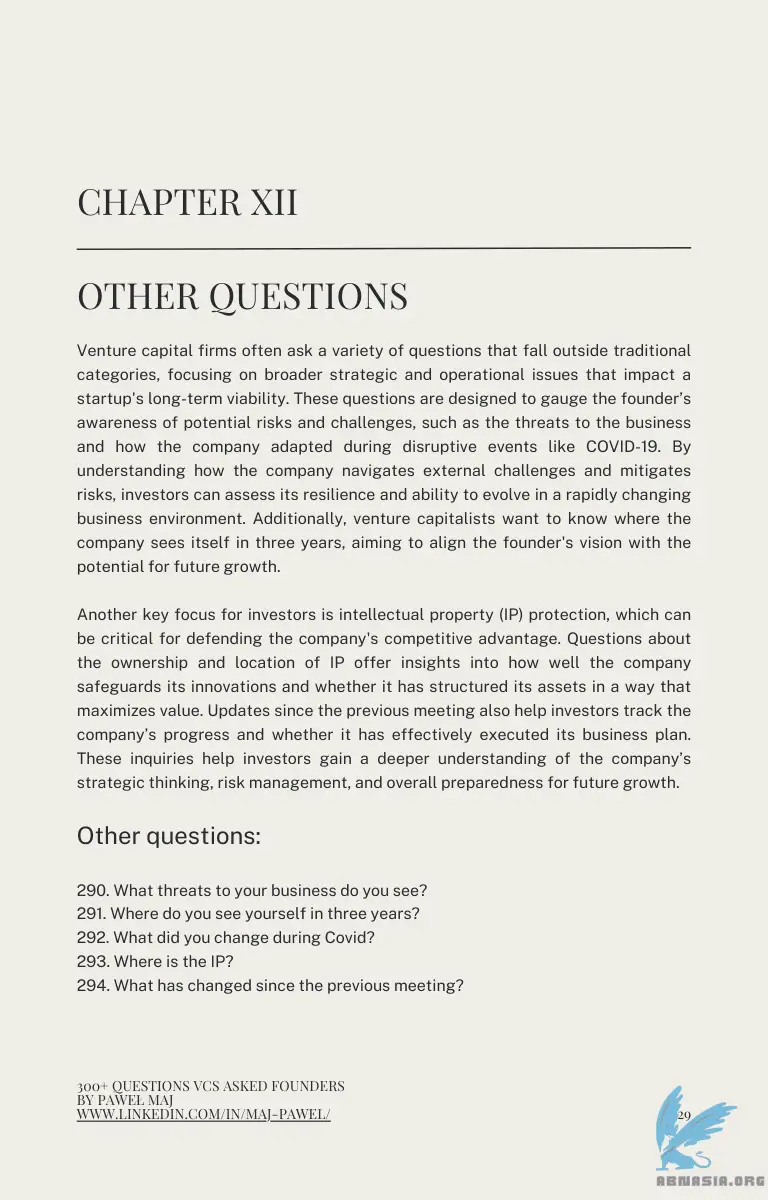 CHAPTER XII
OTHER QUESTIONS
Venture capital firms often ask a variety of questions that fall outside traditional
categories, focusing on broader strategic and operational issues that impact a
startup's long-term viability. These questions are designed to gauge the founder’s
awareness of potential risks and challenges, such as the threats to the business
and how the company adapted during disruptive events like COVID-19. By
understanding how the company navigates external challenges and mitigates
risks, investors can assess its resilience and ability to evolve in a rapidly changing
business environment. Additionally, venture capitalists want to know where the
company sees itself in three years, aiming to align the founder's vision with the
potential for future growth.
Another key focus for investors is intellectual property (IP) protection, which can
be critical for defending the company's competitive advantage. Questions about
the ownership and location of IP offer insights into how well the company
safeguards its innovations and whether it has structured its assets in a way that
maximizes value. Updates since the previous meeting also help investors track the
company’s progress and whether it has effectively executed its business plan.
These inquiries help investors gain a deeper understanding of the company’s
strategic thinking, risk management, and overall preparedness for future growth.
Other questions:
290. What threats to your business do you see?
291. Where do you see yourself in three years?
292. What did you change during Covid?
293. Where is the IP?
294. What has changed since the previous meeting?
300+ QUESTIONS VCS ASKED FOUNDERS
BY PAWEŁ MAJ
WWW.LINKEDIN.COM/IN/MAJ-PAWEL/
29
ABNASIA.ORG